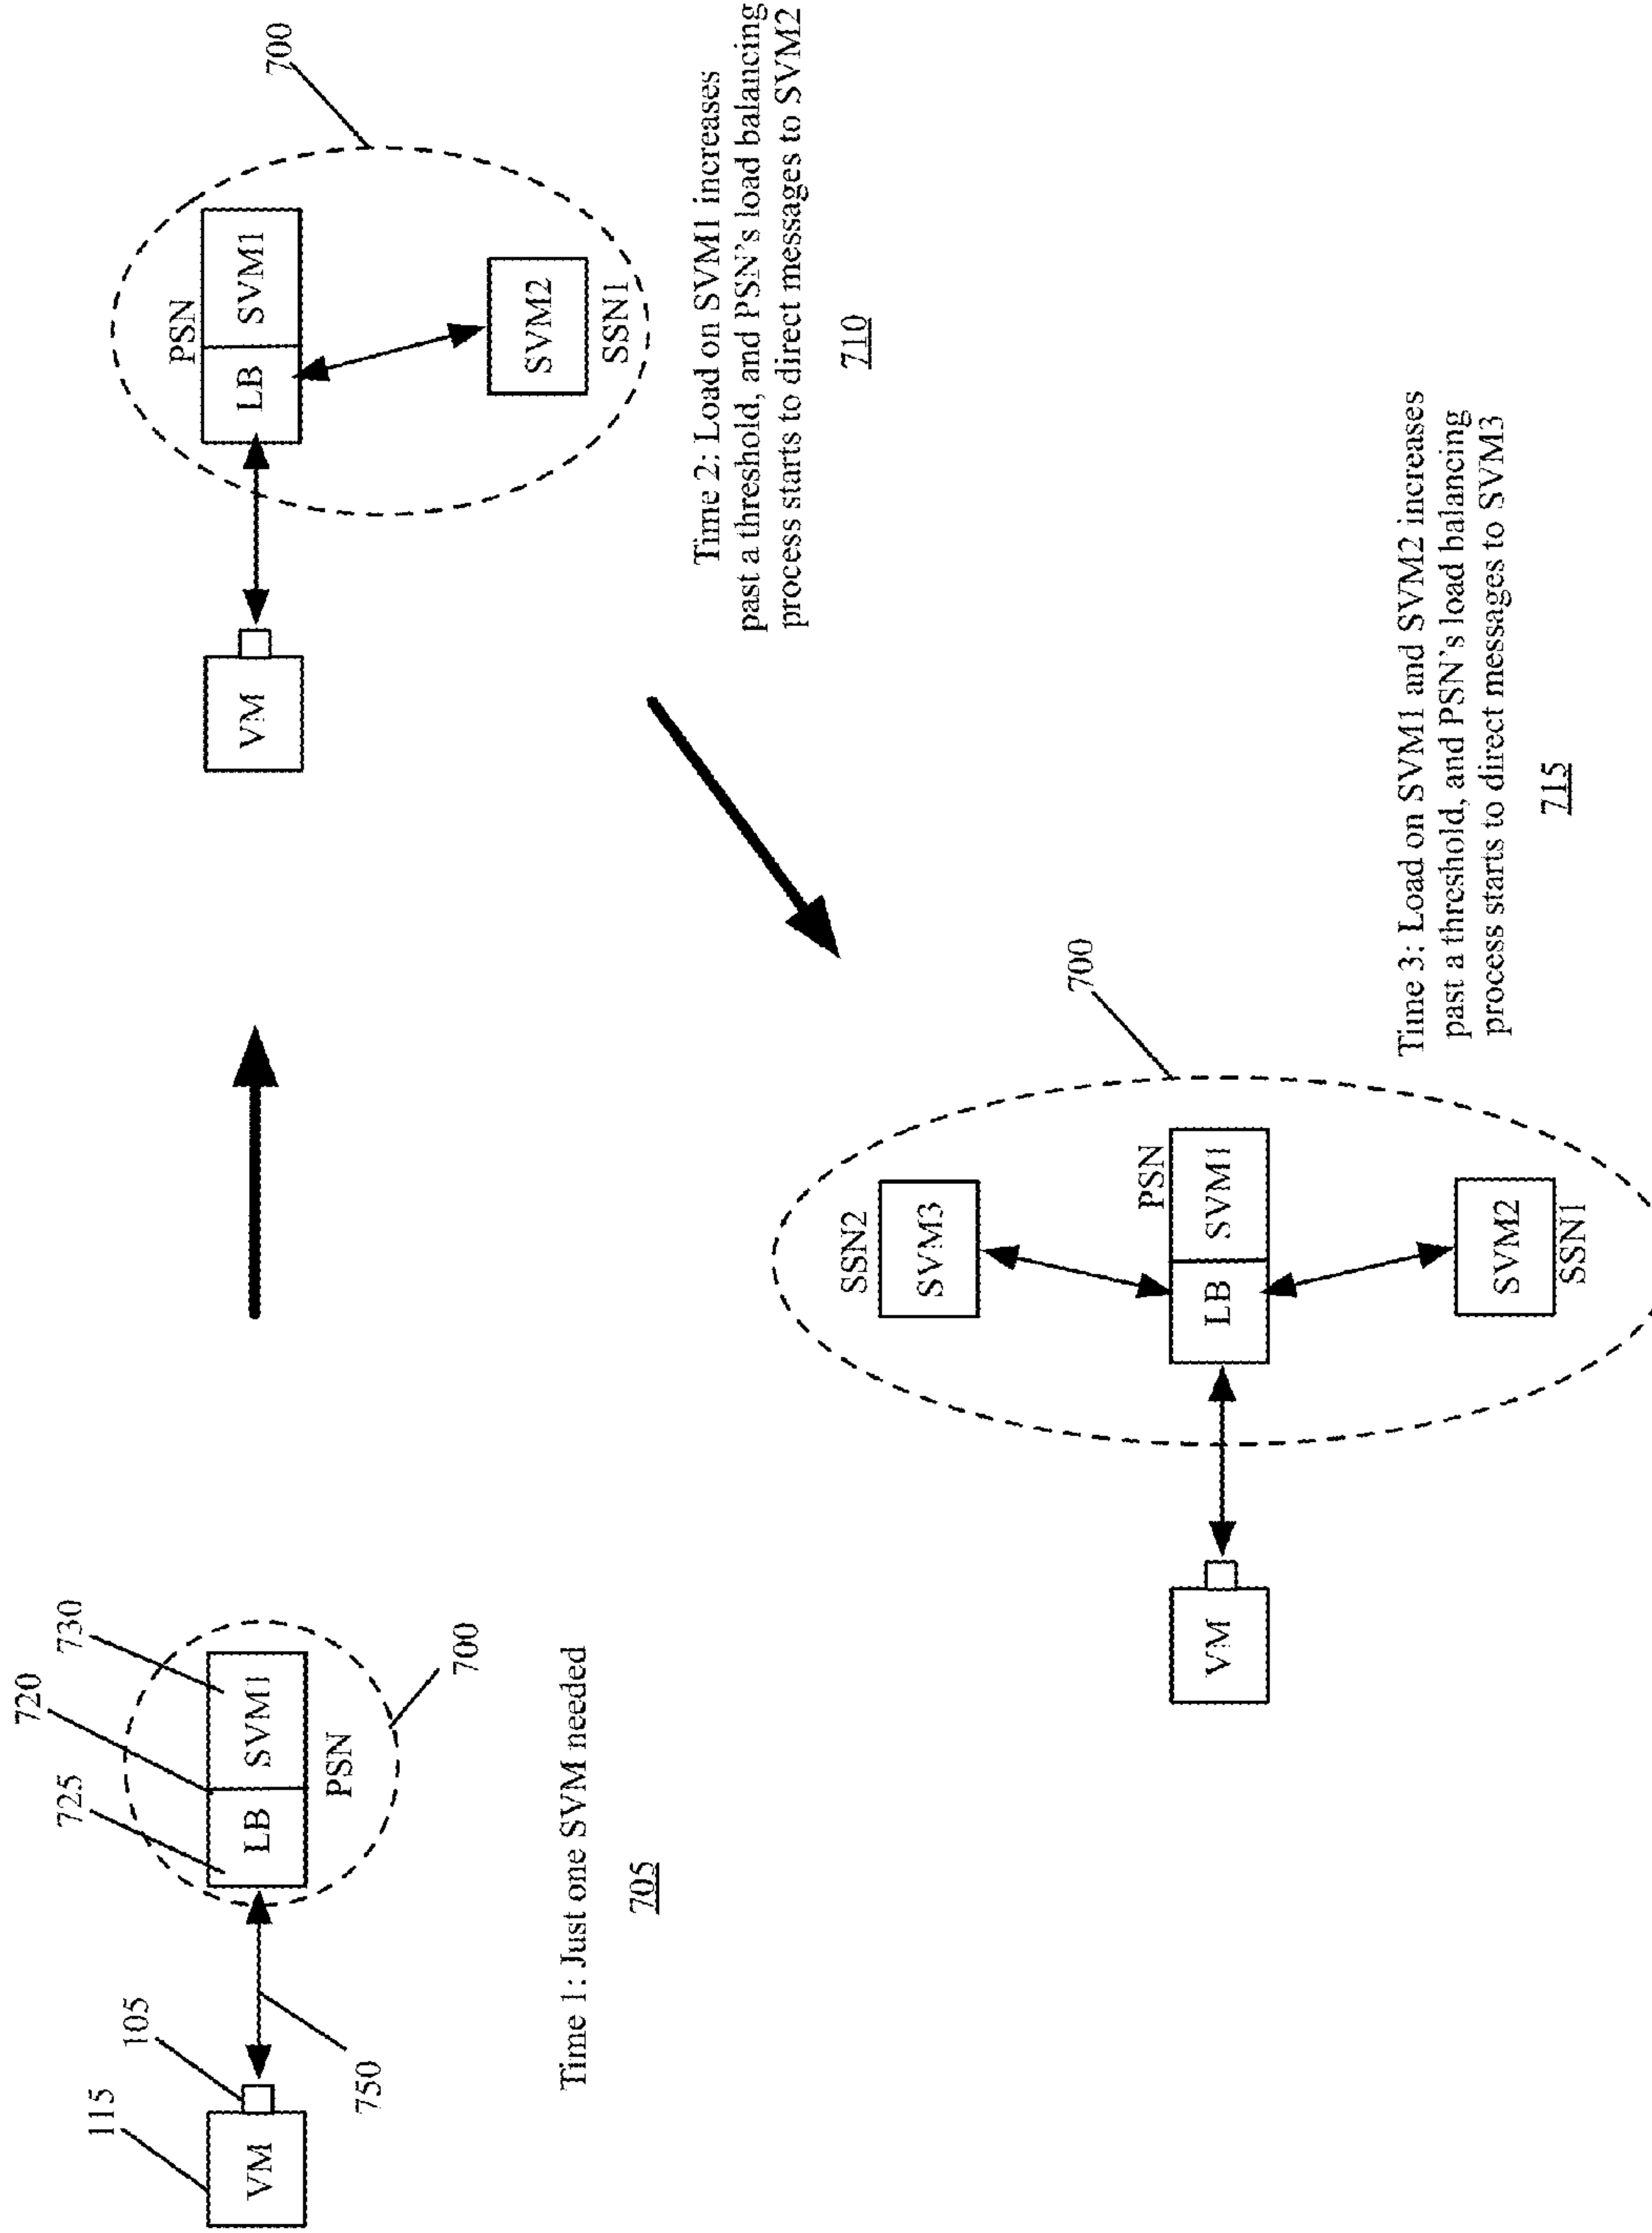 115
105
VM
750
725
720
730
LB
SVM1
PSN
700
Time 1: Just one SVM needed
705
VM
PSN
LB
SVM1
SVM2
SSN1
700
Time 2: Load on SVM1 increases
past a threshold, and PSN's load balancing
process starts to direct messages to SVM2
710
VM
SSN2
SVM3
PSN
LB
SVM1
SVM2
SSN1
700
Time 3: Load on SVM1 and SVM2 increases
past a threshold, and PSN's load balancing
process starts to direct messages to SVM3
715